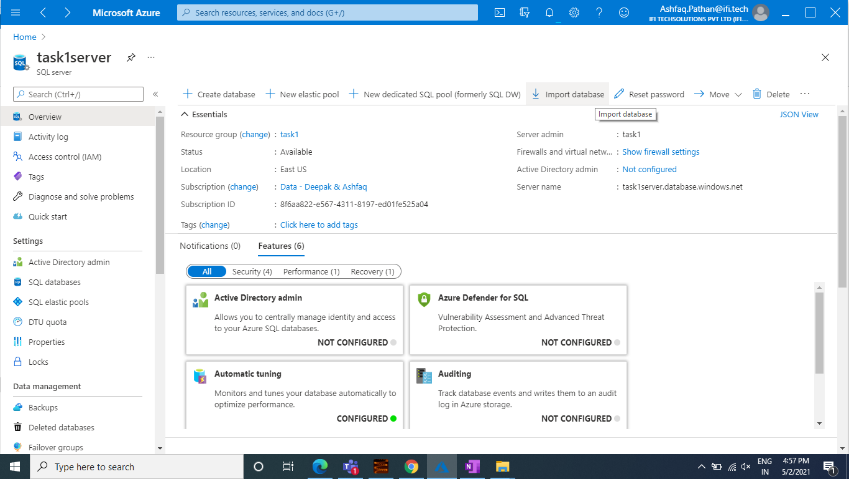 Microsoft Azure
Search resources, services, and docs (G+/)
Ashfaq.Pathan@ifi.tech
IFI TECHSOLUTIONS PVT LTD (IFI...
Home
task1server
SQL server
Search (Ctrl+/)
Create database
New elastic pool
New dedicated SQL pool (formerly SQL DW)
Import database
Reset password
Move
Delete
Import database
Overview
Activity log
Access control (IAM)
Tags
Diagnose and solve problems
Quick start
Settings
Active Directory admin
SQL databases
SQL elastic pools
DTU quota
Properties
Locks
Data management
Backups
Deleted databases
Failover groups
Essentials
JSON View
Resource group (change) : task1
Status : Available
Location : East US
Subscription (change) : Data - Deepak & Ashfaq
Subscription ID : 8f6aa822-e567-4311-8197-ed01fe525a04
Tags (change) : Click here to add tags
Server admin : task1
Firewalls and virtual netw... : Show firewall settings
Active Directory admin : Not configured
Server name : task1server.database.windows.net
Notifications (0) Features (6)
All Security (4) Performance (1) Recovery (1)
Active Directory admin
Allows you to centrally manage identity and access
to your Azure SQL databases.
NOT CONFIGURED
Azure Defender for SQL
Vulnerability Assessment and Advanced Threat
Protection.
NOT CONFIGURED
Automatic tuning
Monitors and tunes your database automatically to
optimize performance.
CONFIGURED
Auditing
Track database events and writes them to an audit
log in Azure storage.
NOT CONFIGURED
Type here to search
ENG
IN
4:57 PM
5/2/2021